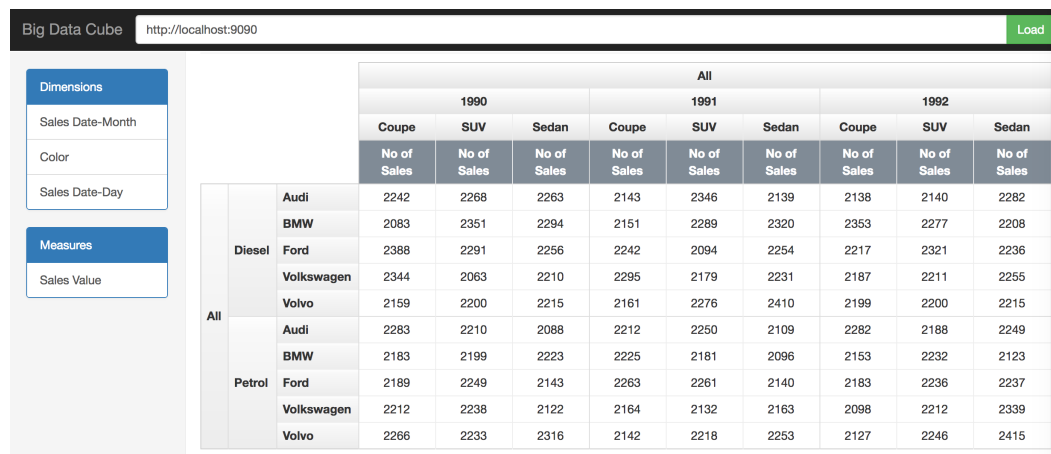 Big Data Cube http://localhost:9090 Load
Dimensions
Sales Date-Month
Color
Sales Date-Day
Measures
Sales Value
All
1990 1991 1992
Coupe SUV Sedan Coupe SUV Sedan Coupe SUV Sedan
No of No of No of No of No of No of No of No of No of
Sales Sales Sales Sales Sales Sales Sales Sales Sales
Audi 2242 2268 2263 2143 2346 2139 2138 2140 2282
BMW 2083 2351 2294 2151 2289 2320 2353 2277 2208
Diesel Ford 2388 2291 2256 2242 2094 2254 2217 2321 2236
Volkswagen 2344 2063 2210 2295 2179 2231 2187 2211 2255
Volvo 2159 2200 2215 2161 2276 2410 2199 2200 2215
All
Audi 2283 2210 2088 2212 2250 2109 2282 2188 2249
BMW 2183 2199 2223 2225 2181 2096 2153 2232 2123
Petrol Ford 2189 2249 2143 2263 2261 2140 2183 2236 2237
Volkswagen 2212 2238 2122 2164 2132 2163 2098 2212 2339
Volvo 2266 2233 2316 2142 2218 2253 2127 2246 2415